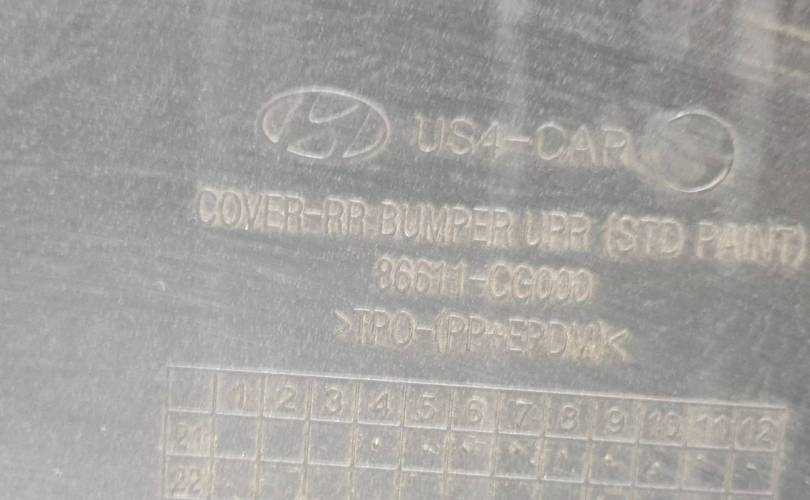 US4-CAR
COVER-RR BUMPER UPR (STD PAINT)
86611-CG000
>TPO-(PP+EPDM)<
1 2 3 4 5 6 7 8 9 10 11 12
21
22